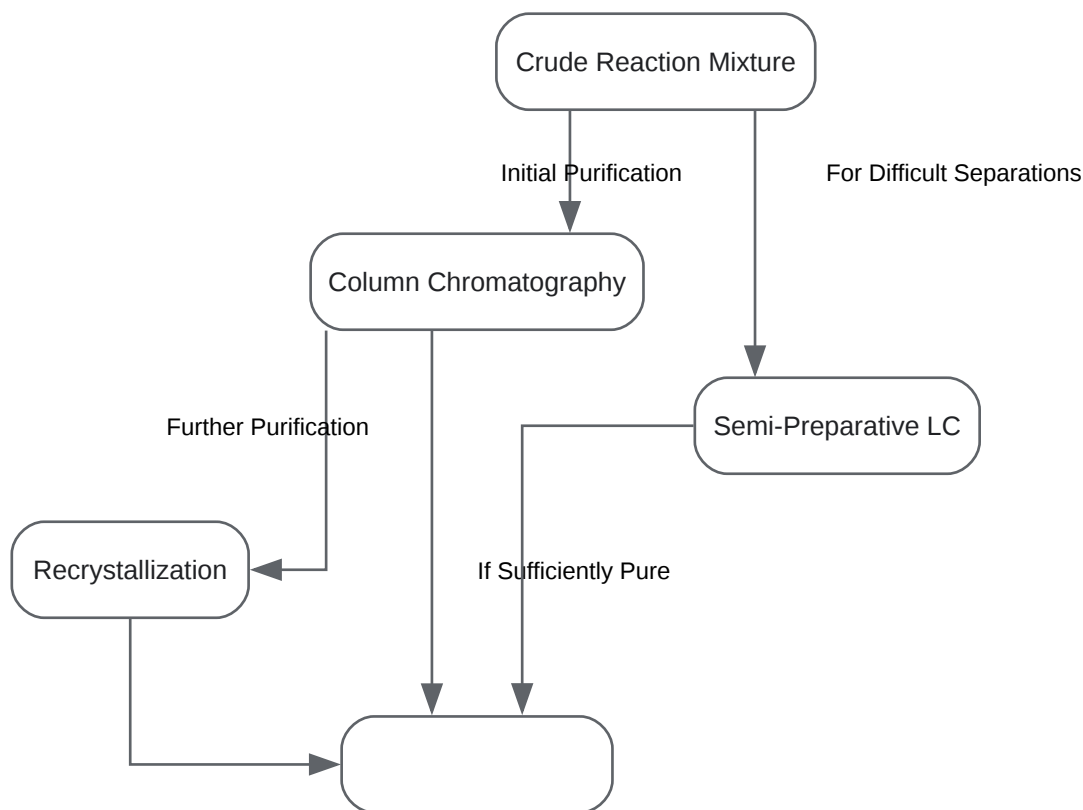 Crude Reaction Mixture
Initial Purification
For Difficult Separations
Column Chromatography
Further Purification
Semi-Preparative LC
Recrystallization
If Sufficiently Pure